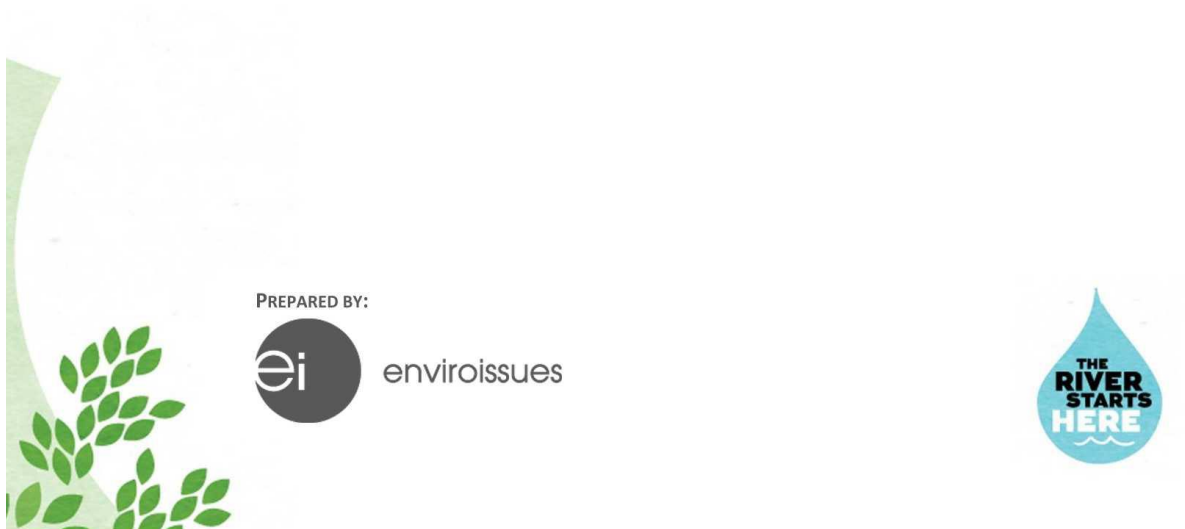 PREPARED BY:
ei
enviroissues
THE
RIVER
STARTS
HERE